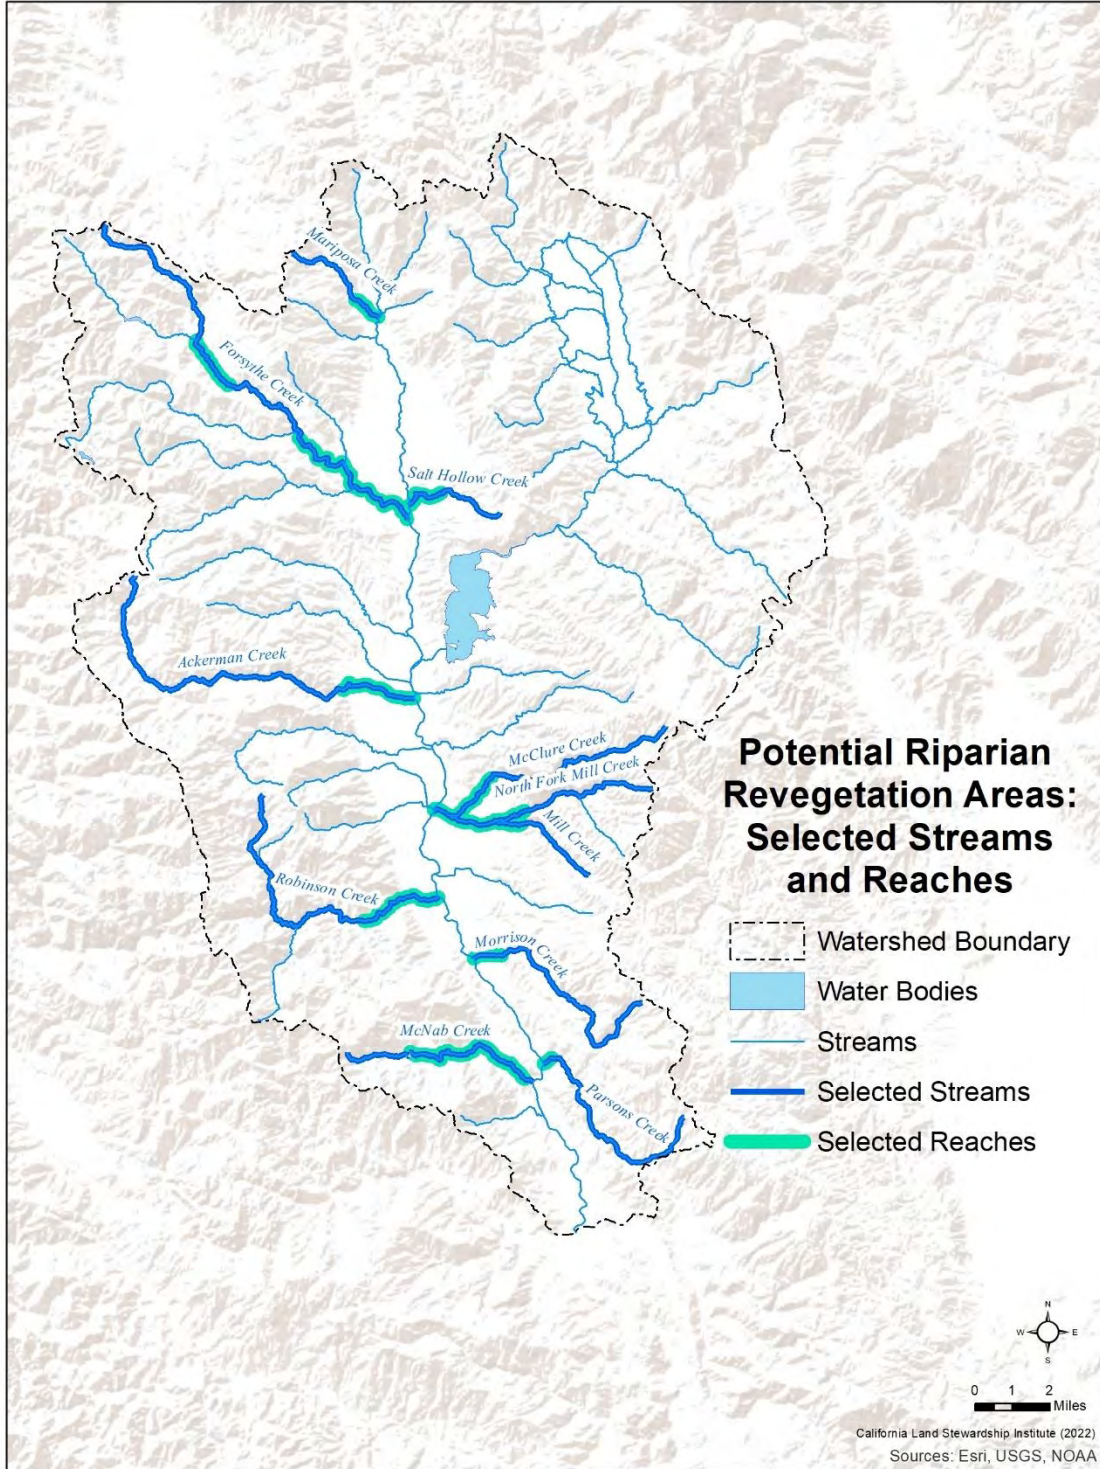 Mariposa Creek
Forsythe Creek
Salt Hollow Creek
Ackerman Creek
McClure Creek
North Fork Mill Creek
Mill Creek
Robinson Creek
Morrison Creek
McNab Creek
Parsons Creek
Potential Riparian
Revegetation Areas:
Selected Streams
and Reaches
Watershed Boundary
Water Bodies
Streams
Selected Streams
Selected Reaches
N
W E
S
0 1 2
Miles
California Land Stewardship Institute (2022)
Sources: Esri, USGS, NOAA